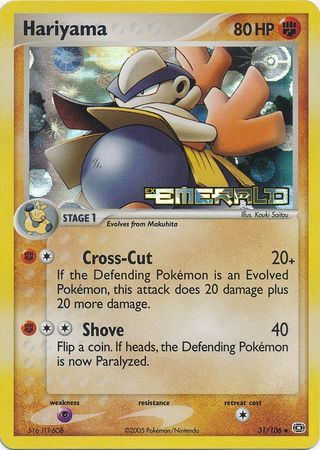 Hariyama
80 HP
EX
EMERALD
Illus. Kouki Saitou
STAGE 1
Evolves from Makuhita
Cross-Cut 20+
If the Defending Pokémon is an Evolved
Pokémon, this attack does 20 damage plus
20 more damage.
Shove 40
Flip a coin. If heads, the Defending Pokémon
is now Paralyzed.
weakness resistance retreat cost
©2005 Pokémon/Nintendo
31/106